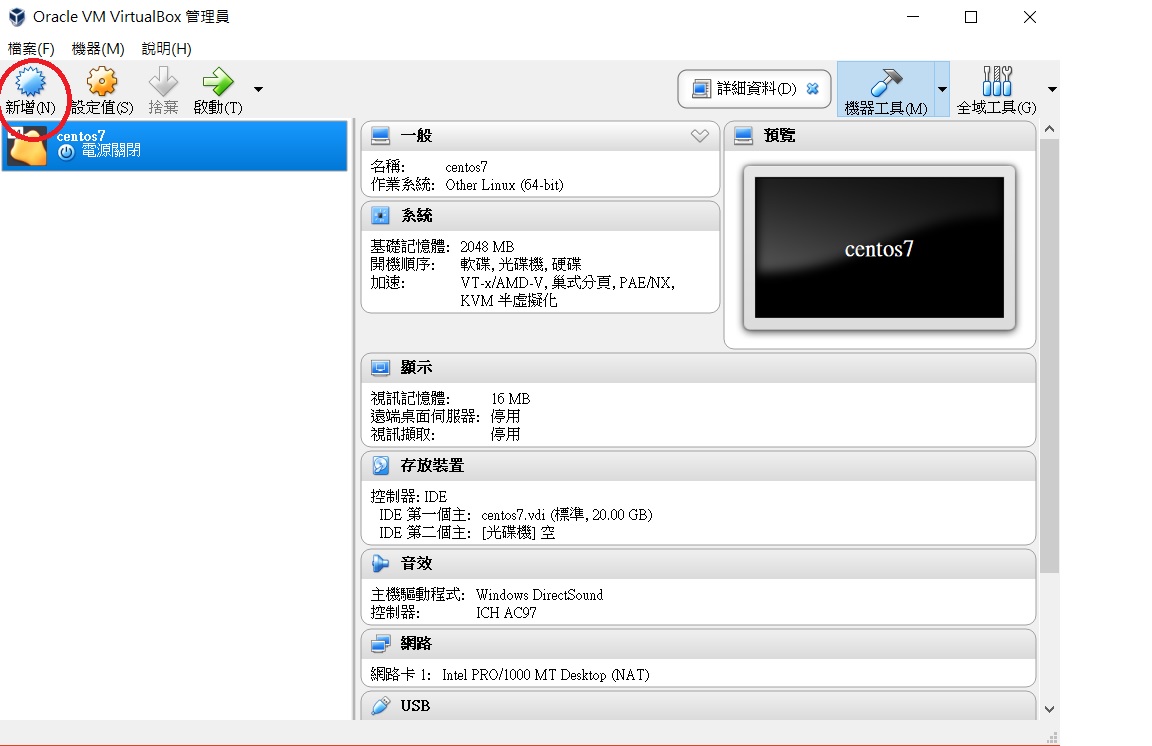 Oracle VM VirtualBox 管理員
檔案(F) 機器(M) 說明(H)
新增(N) 設定值(S) 捨棄 啟動(T) 詳細資料(D) 機器工具(M) 全域工具(G)
centos7
電源關閉
一般
名稱: centos7
作業系統: Other Linux (64-bit)
系統
基礎記憶體: 2048 MB
開機順序: 軟碟, 光碟機, 硬碟
加速: VT-x/AMD-V, 巢式分頁, PAE/NX,
KVM 半虛擬化
預覽
centos7
顯示
視訊記憶體: 16 MB
遠端桌面伺服器: 停用
視訊擷取: 停用
存放裝置
控制器: IDE
IDE 第一個主: centos7.vdi (標準, 20.00 GB)
IDE 第二個主: [光碟機] 空
音效
主機驅動程式: Windows DirectSound
控制器: ICH AC97
網路
網路卡 1: Intel PRO/1000 MT Desktop (NAT)
USB